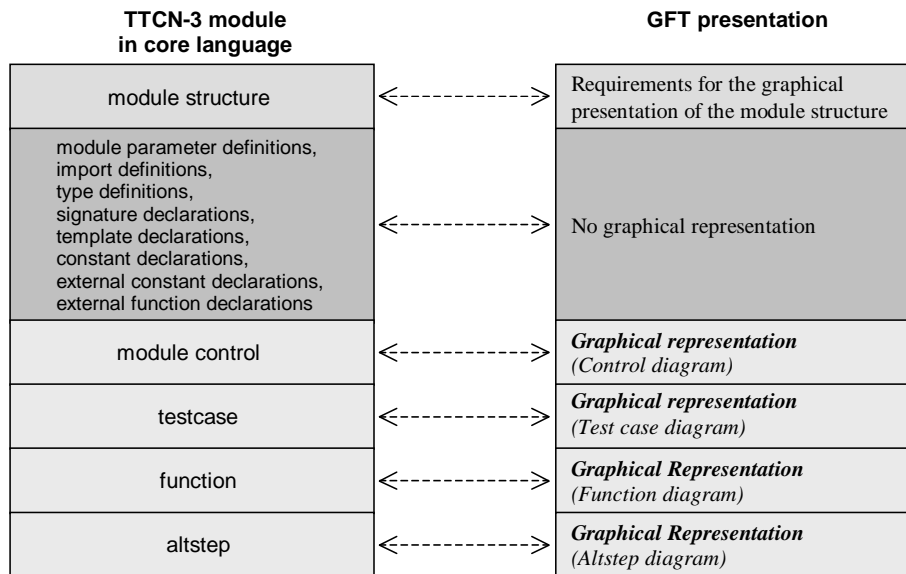 TTCN-3 module
in core language
GFT presentation
module structure
Requirements for the graphical
presentation of the module structure
module parameter definitions,
import definitions,
type definitions,
signature declarations,
template declarations,
constant declarations,
external constant declarations,
external function declarations
No graphical representation
module control
Graphical representation
(Control diagram)
testcase
Graphical representation
(Test case diagram)
function
Graphical Representation
(Function diagram)
altstep
Graphical Representation
(Altstep diagram)